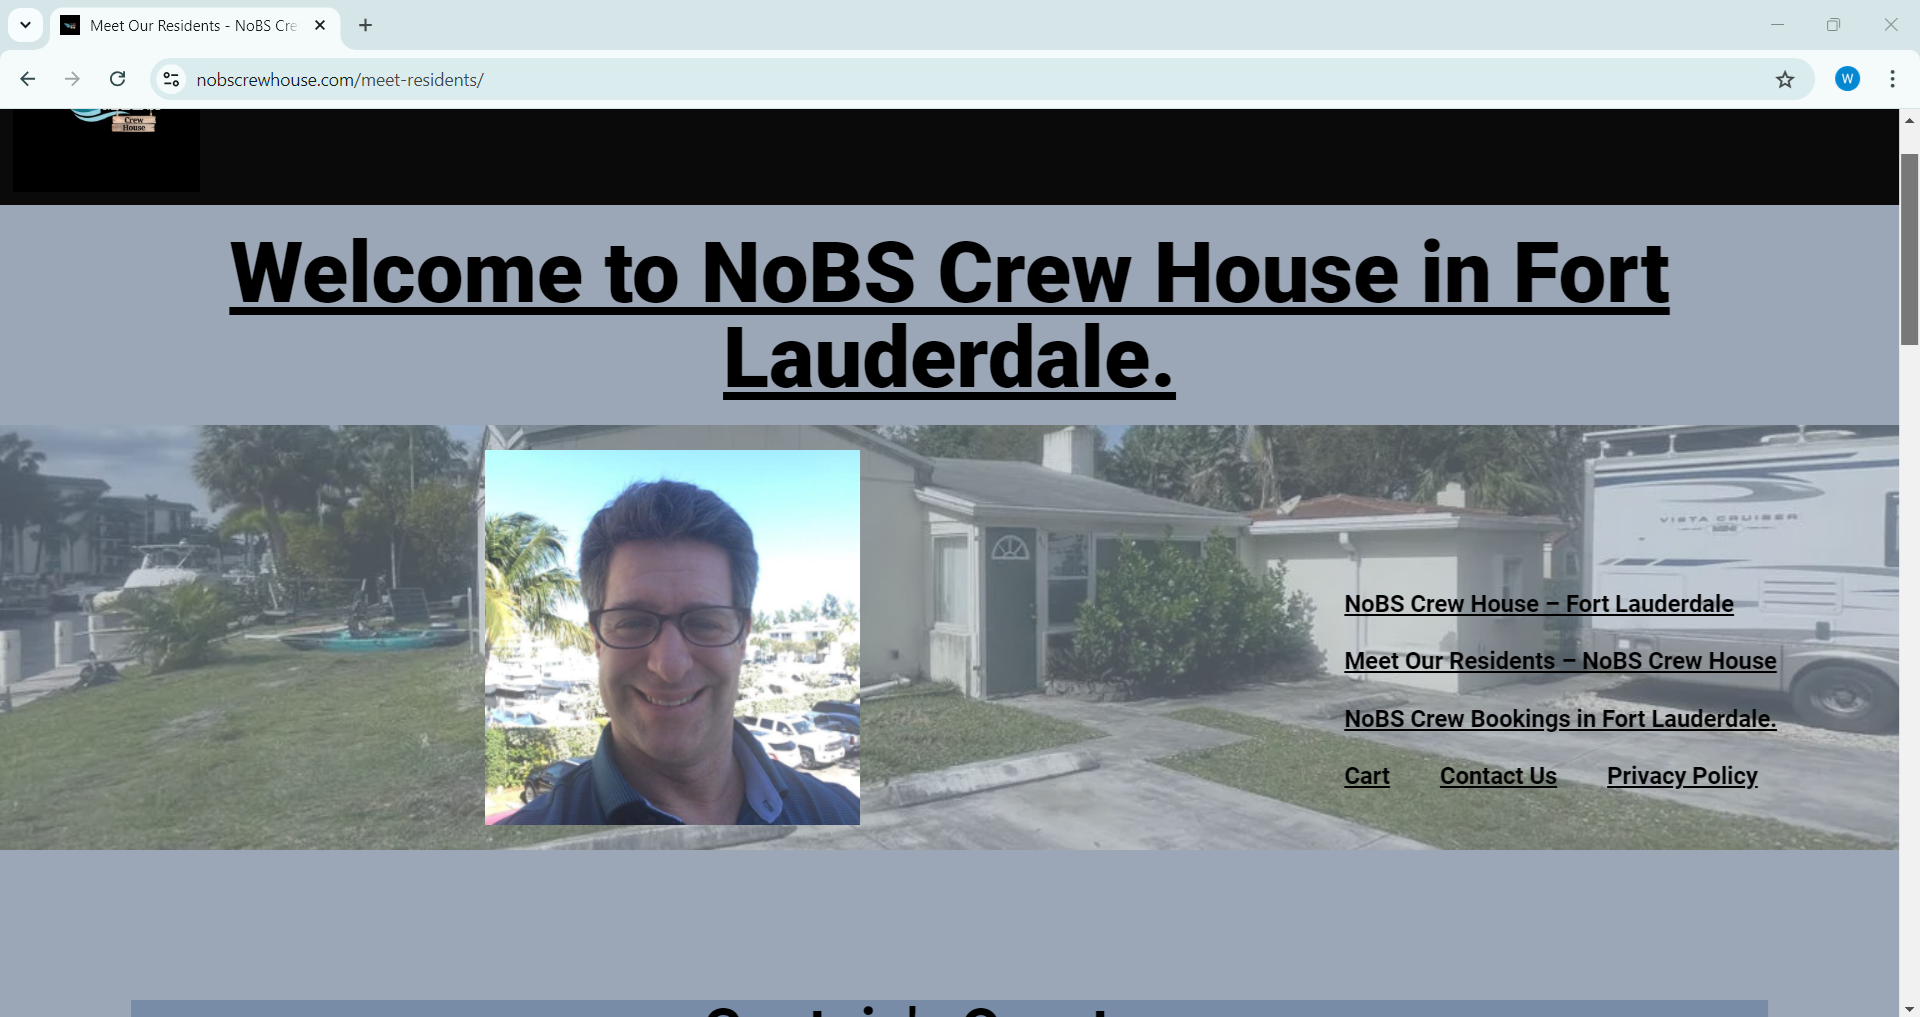 Meet Our Residents - NoBS Cre
nobscrewhouse.com/meet-residents/
W
Crew
House
Welcome to NoBS Crew House in Fort
Lauderdale.
VISTA CRUISER
NoBS Crew House – Fort Lauderdale
Meet Our Residents – NoBS Crew House
NoBS Crew Bookings in Fort Lauderdale.
Cart Contact Us Privacy Policy